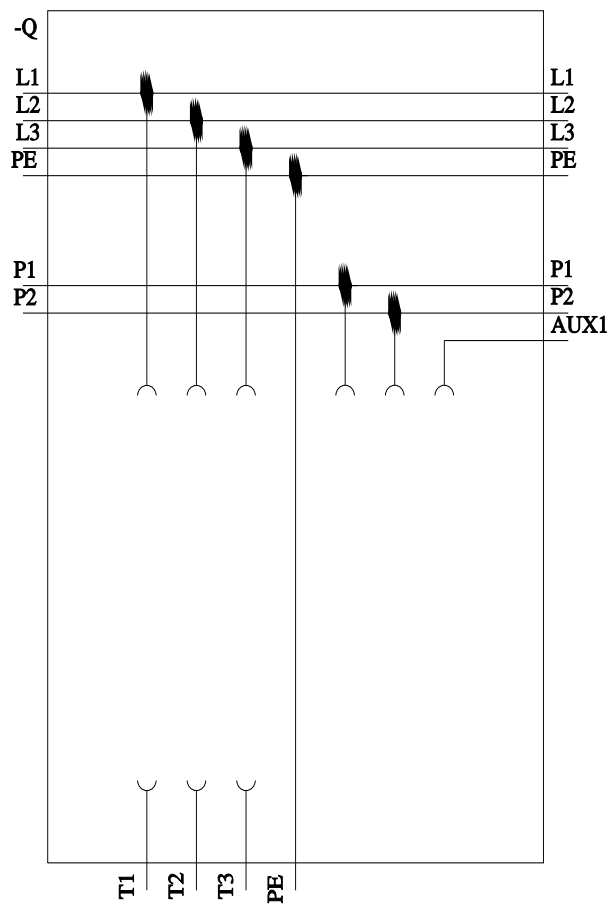 -Q
L1 L1
L2 L2
L3 L3
PE PE
P1 P1
P2 P2
AUX1
T1 T2 T3 PE